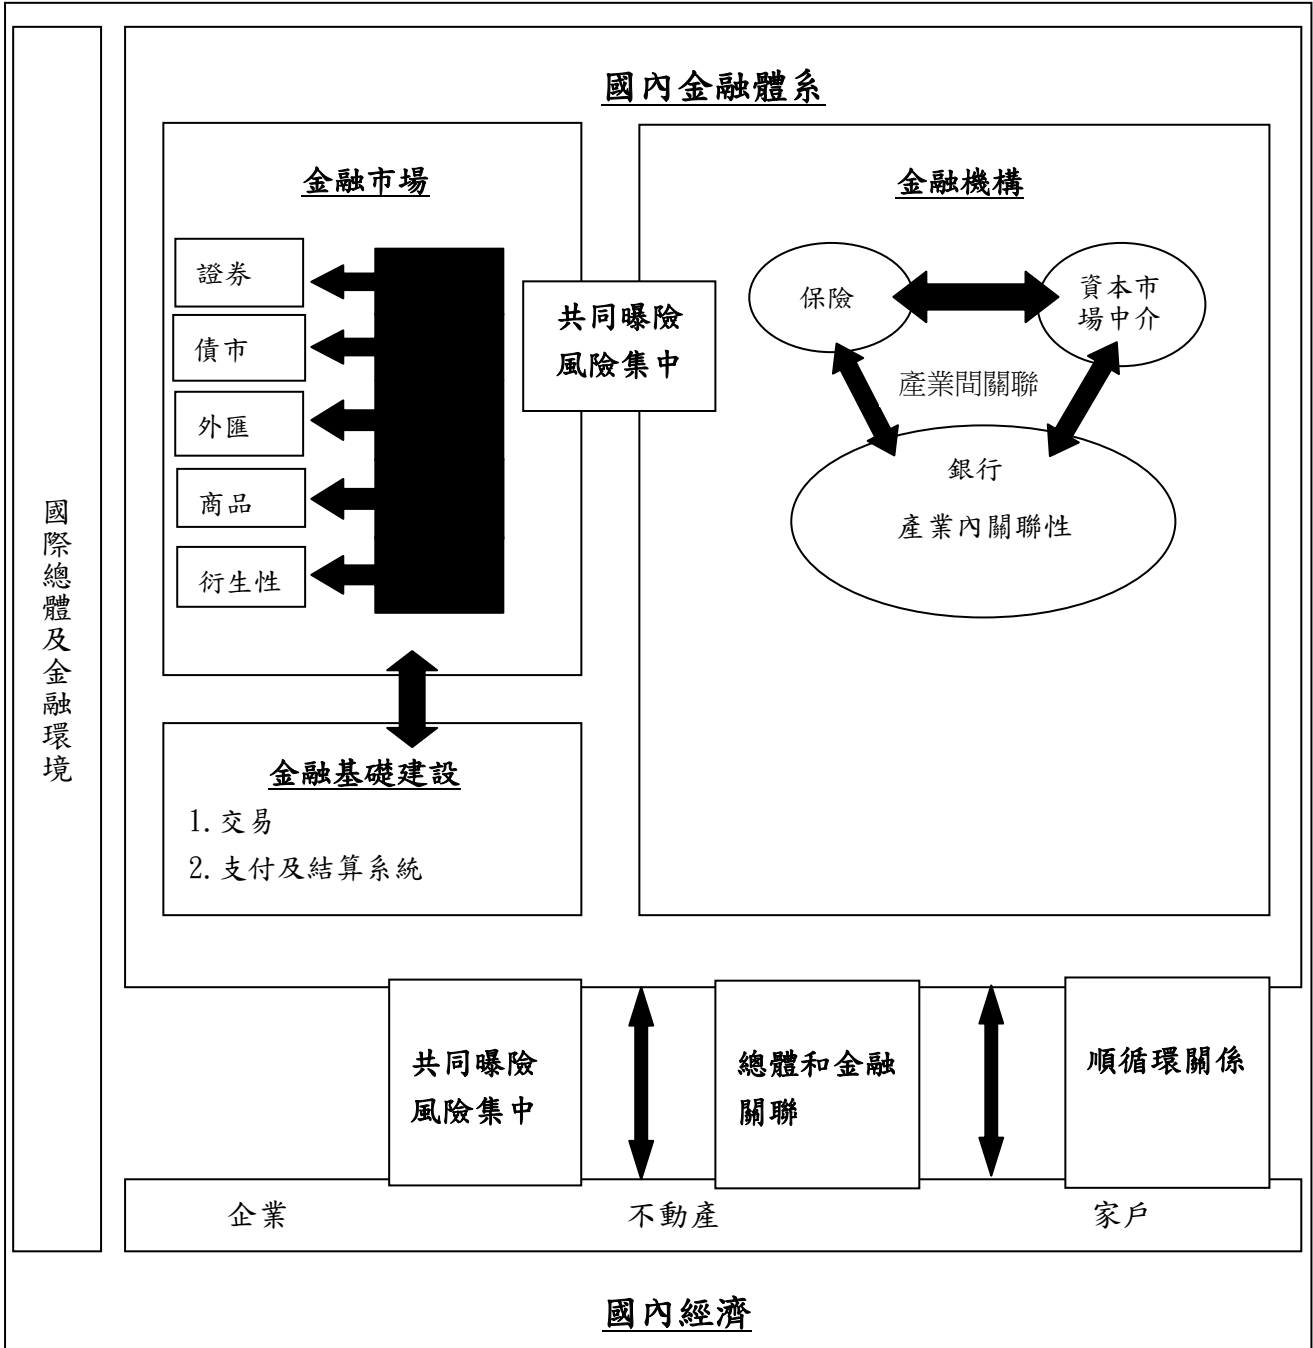 國內金融體系
金融市場
證券
債市
外匯
商品
衍生性
共同曝險
風險集中
金融機構
保險
資本市
場中介
產業間關聯
銀行
產業內關聯性
金融基礎建設
1. 交易
2. 支付及結算系統
國際總體及金融環境
共同曝險
風險集中
總體和金融
關聯
順循環關係
企業
不動產
家戶
國內經濟